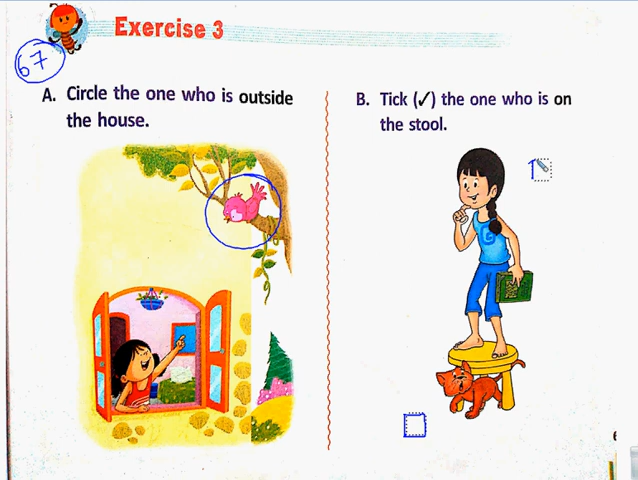 Exercise 3
67
A. Circle the one who is outside
the house.
B. Tick (✓) the one who is on
the stool.
G